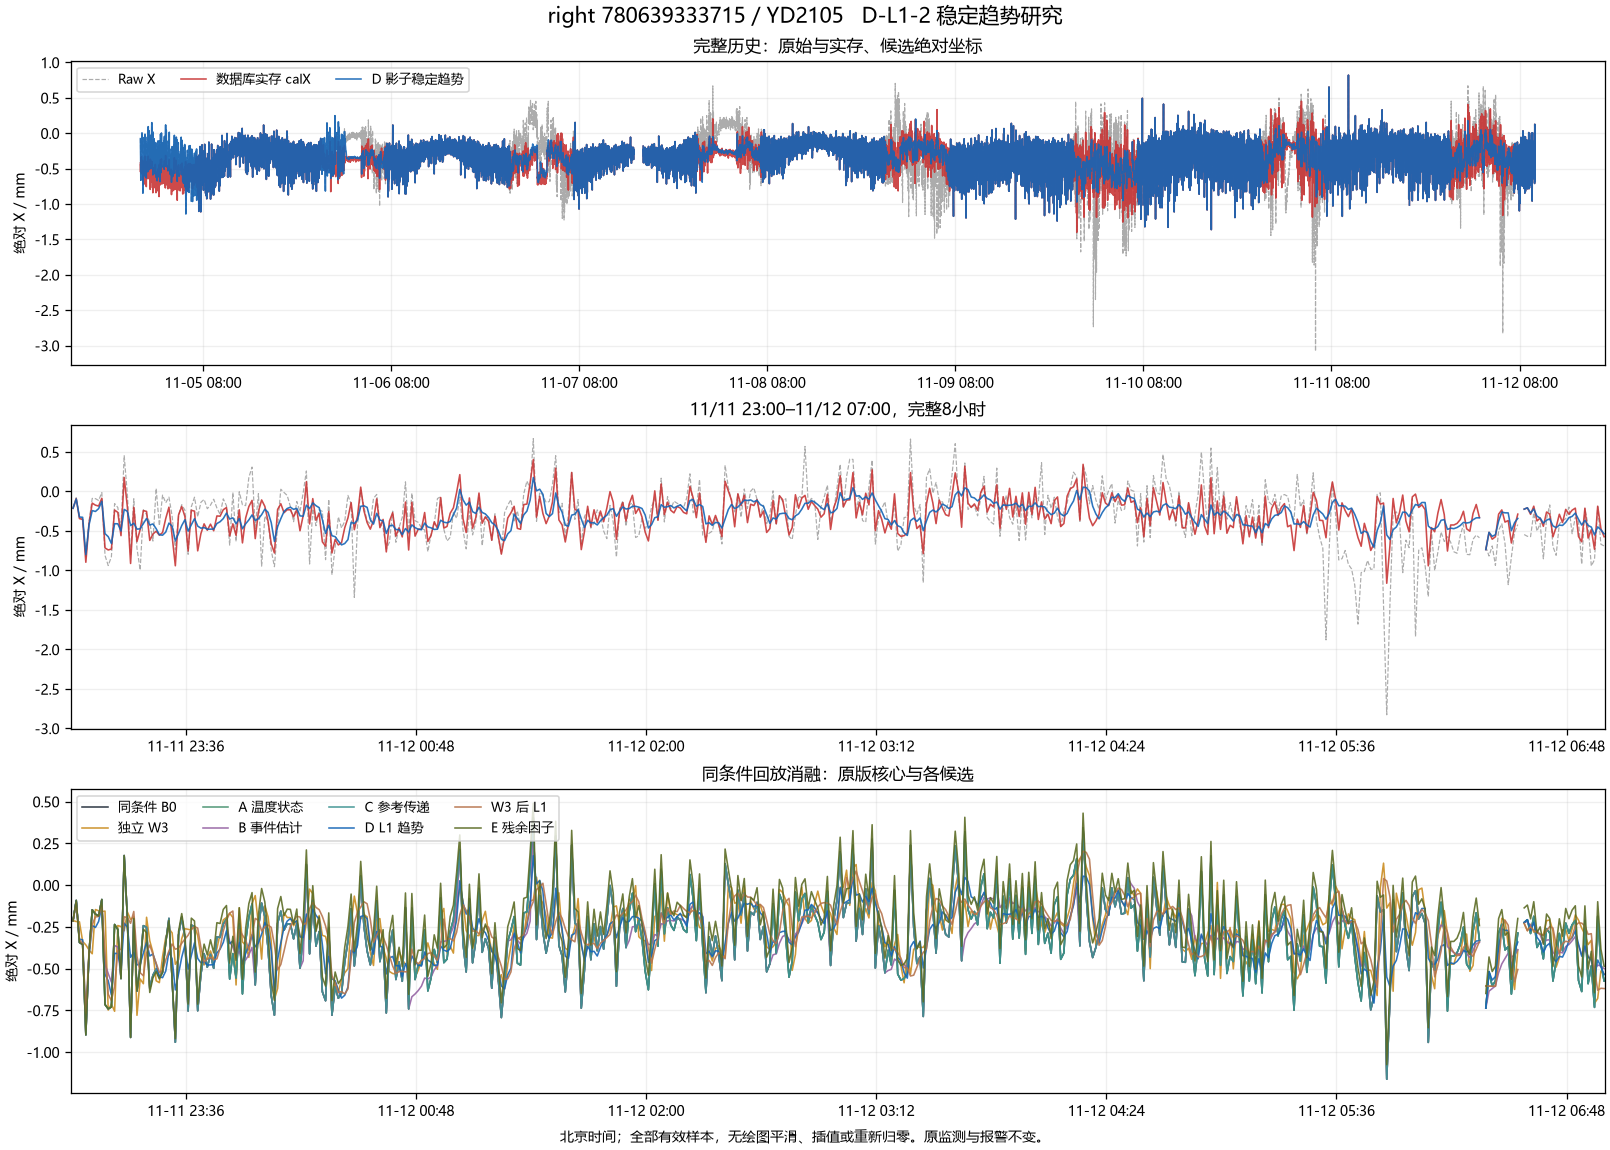 right 780639333715 / YD2105   D-L1-2 稳定趋势研究
完整历史：原始与实存、候选绝对坐标
Raw X
数据库实存 calX
D 影子稳定趋势
绝对 X / mm
1.0
0.5
0.0
-0.5
-1.0
-1.5
-2.0
-2.5
-3.0
11-05 08:00
11-06 08:00
11-07 08:00
11-08 08:00
11-09 08:00
11-10 08:00
11-11 08:00
11-12 08:00
11/11 23:00–11/12 07:00，完整8小时
绝对 X / mm
0.5
0.0
-0.5
-1.0
-1.5
-2.0
-2.5
-3.0
11-11 23:36
11-12 00:48
11-12 02:00
11-12 03:12
11-12 04:24
11-12 05:36
11-12 06:48
同条件回放消融：原版核心与各候选
同条件 B0
A 温度状态
C 参考传递
W3 后 L1
独立 W3
B 事件估计
D L1 趋势
E 残余因子
绝对 X / mm
0.50
0.25
0.00
-0.25
-0.50
-0.75
-1.00
11-11 23:36
11-12 00:48
11-12 02:00
11-12 03:12
11-12 04:24
11-12 05:36
11-12 06:48
北京时间；全部有效样本，无绘图平滑、插值或重新归零。原监测与报警不变。